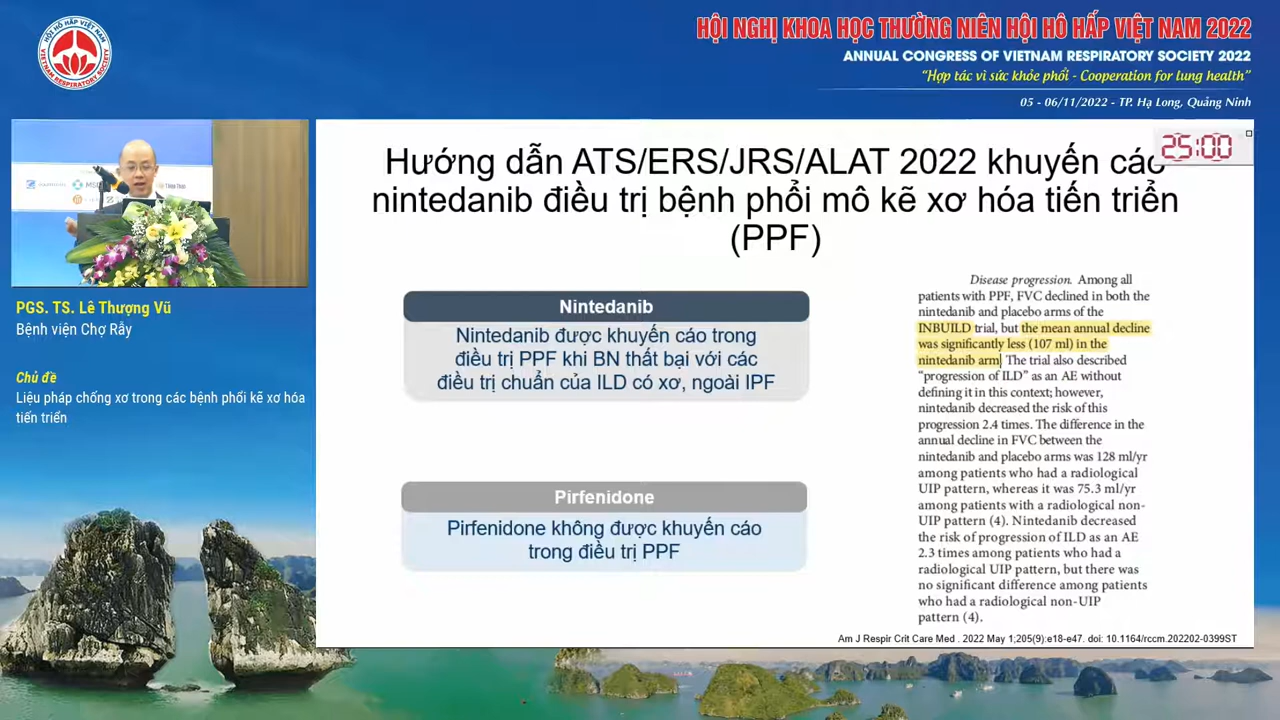 HỘI HÔ HẤP VIỆT NAM
VIETNAM RESPIRATORY SOCIETY
HỘI NGHỊ KHOA HỌC THƯỜNG NIÊN HỘI HÔ HẤP VIỆT NAM 2022
ANNUAL CONGRESS OF VIETNAM RESPIRATORY SOCIETY 2022
“Hợp tác vì sức khỏe phổi - Cooperation for lung health”
05 - 06/11/2022 - TP. Hạ Long, Quảng Ninh
MSD
PGS. TS. Lê Thượng Vũ
Bệnh viện Chợ Rẫy
Chủ đề
Liệu pháp chống xơ trong các bệnh phổi kẽ xơ hóa
tiến triển
25:00
Hướng dẫn ATS/ERS/JRS/ALAT 2022 khuyến cáo
nintedanib điều trị bệnh phổi mô kẽ xơ hóa tiến triển
(PPF)
Nintedanib
Nintedanib được khuyến cáo trong
điều trị PPF khi BN thất bại với các
điều trị chuẩn của ILD có xơ, ngoài IPF
Pirfenidone
Pirfenidone không được khuyến cáo
trong điều trị PPF
Disease progression. Among all
patients with PPF, FVC declined in both the
nintedanib and placebo arms of the
INBUILD trial, but the mean annual decline
was significantly less (107 ml) in the
nintedanib arm. The trial also described
“progression of ILD” as an AE without
defining it in this context; however,
nintedanib decreased the risk of this
progression 2.4 times. The difference in the
annual decline in FVC between the
nintedanib and placebo arms was 128 ml/yr
among patients who had a radiological
UIP pattern, whereas it was 75.3 ml/yr
among patients with a radiological non-
UIP pattern (4). Nintedanib decreased
the risk of progression of ILD as an AE
2.3 times among patients who had a
radiological UIP pattern, but there was
no significant difference among patients
who had a radiological non-UIP
pattern (4).
Am J Respir Crit Care Med . 2022 May 1;205(9):e18-e47. doi: 10.1164/rccm.202202-0399ST